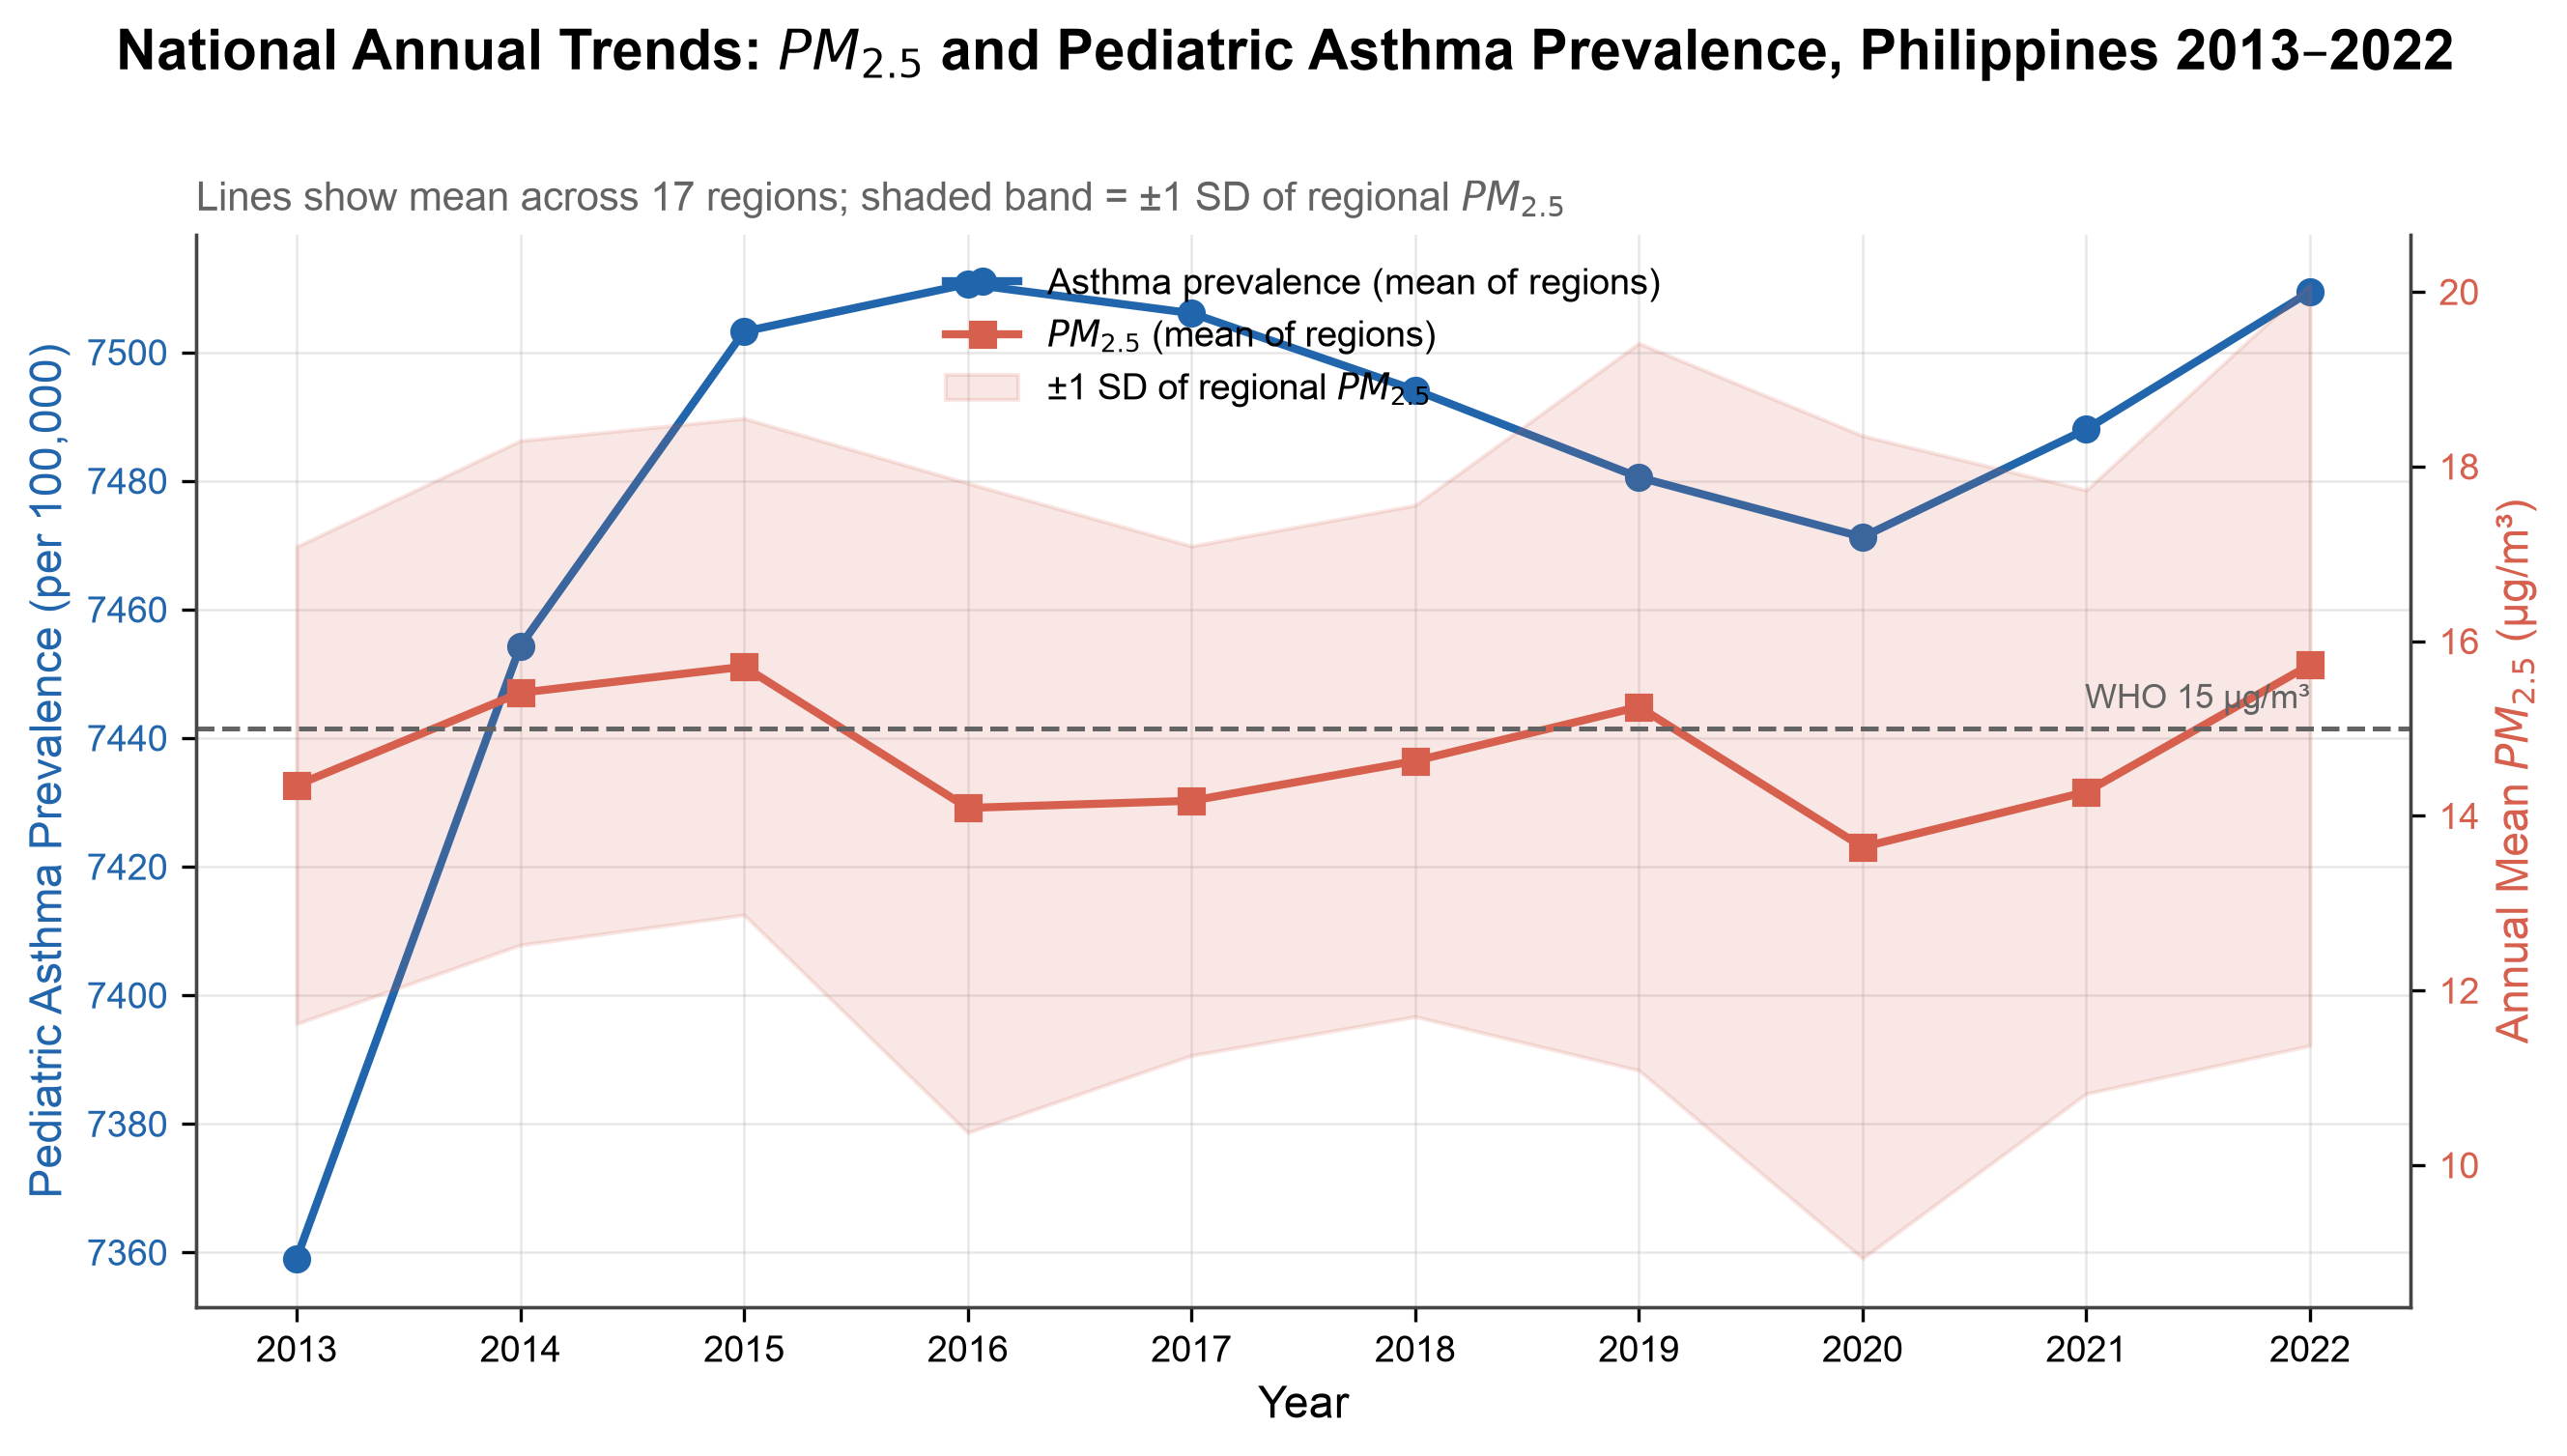 National Annual Trends: PM2.5 and Pediatric Asthma Prevalence, Philippines 2013–2022
Lines show mean across 17 regions; shaded band = ±1 SD of regional PM2.5
Asthma prevalence (mean of regions)
PM2.5 (mean of regions)
±1 SD of regional PM2.5
Pediatric Asthma Prevalence (per 100,000)
7500
7480
7460
7440
7420
7400
7380
7360
WHO 15 µg/m³
20
18
16
14
12
10
Annual Mean PM2.5 (µg/m³)
2013 2014 2015 2016 2017 2018 2019 2020 2021 2022
Year